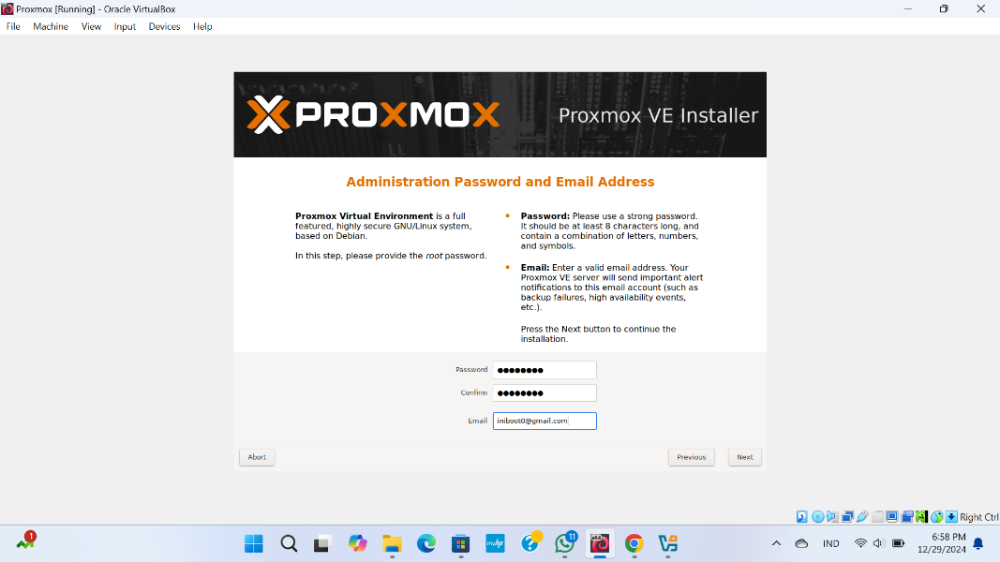 Proxmox [Running] - Oracle VirtualBox
File Machine View Input Devices Help
PROXMOX
Proxmox VE Installer
Administration Password and Email Address
Proxmox Virtual Environment is a full
featured, highly secure GNU/Linux system,
based on Debian.
In this step, please provide the root password.
• Password: Please use a strong password.
It should be at least 8 characters long, and
contain a combination of letters, numbers,
and symbols.
• Email: Enter a valid email address. Your
Proxmox VE server will send important alert
notifications to this email account (such as
backup failures, high availability events,
etc.).
Press the Next button to continue the
installation.
Password ●●●●●●●●
Confirm ●●●●●●●●
Email iniboot0@gmail.com
Abort Previous Next
Right Ctrl
1
myhp
11
x64
IND
6:58 PM
12/29/2024